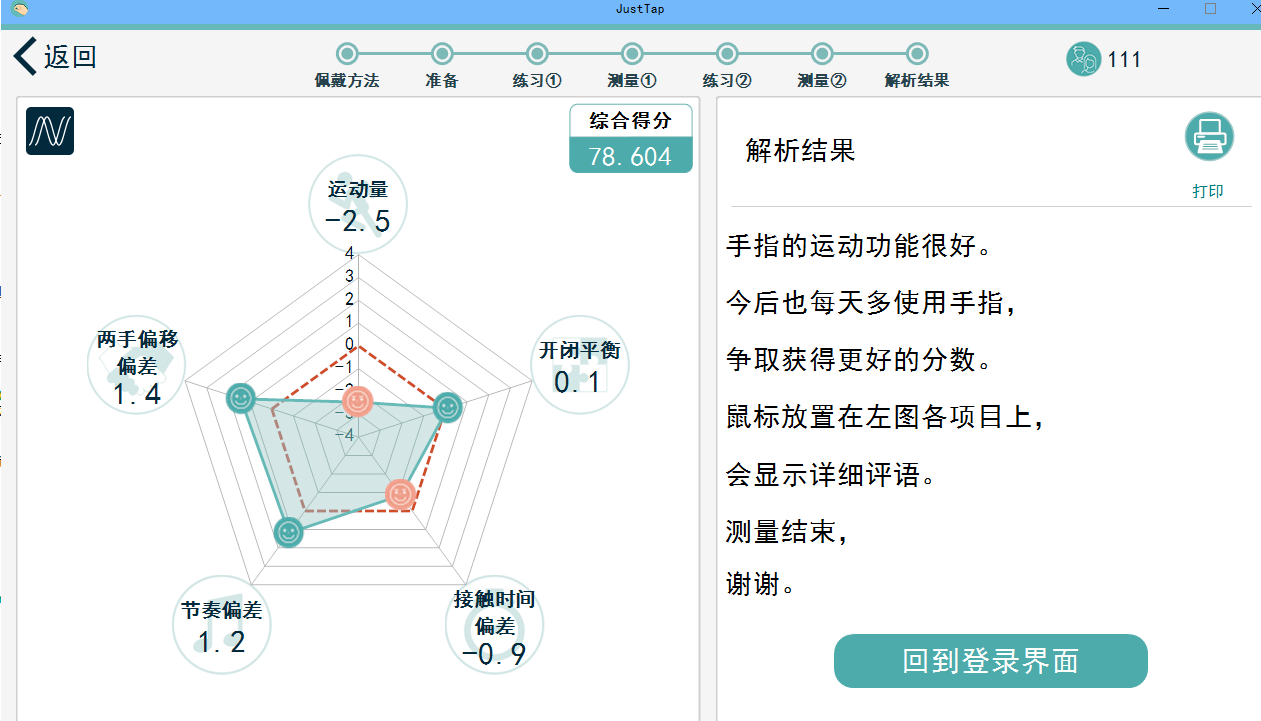 JustTap
返回
佩戴方法
准备
练习①
测量①
练习②
测量②
解析结果
111
综合得分
78.604
运动量
-2.5
4
3
2
1
0
-1
-4
开闭平衡
0.1
两手偏移
偏差
1.4
节奏偏差
1.2
接触时间
偏差
-0.9
解析结果
打印
手指的运动功能很好。
今后也每天多使用手指，
争取获得更好的分数。
鼠标放置在左图各项目上，
会显示详细评语。
测量结束，
谢谢。
回到登录界面